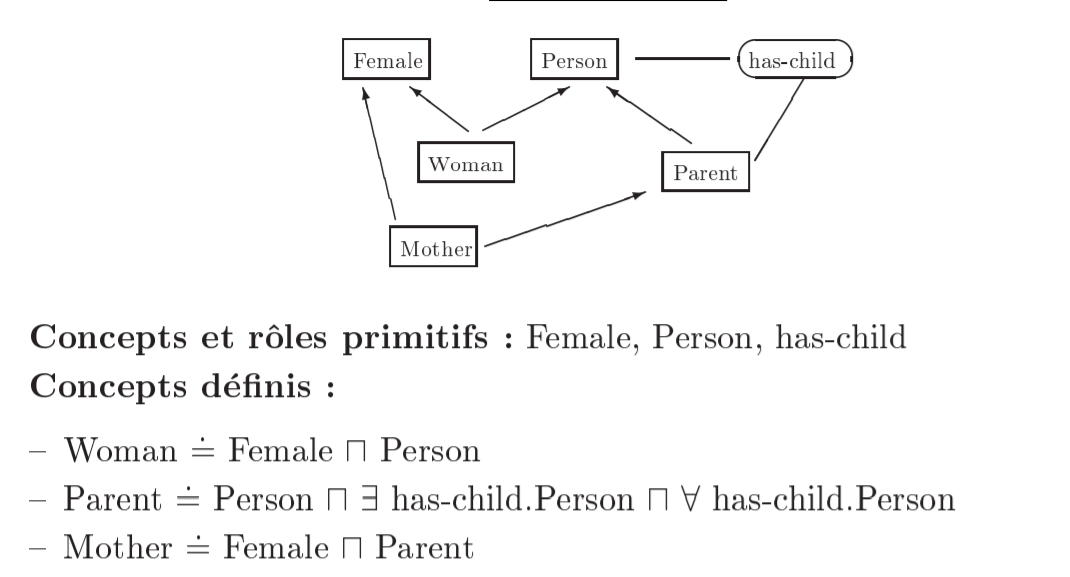 Female Person has-child
Woman Parent
Mother
Concepts et rôles primitifs : Female, Person, has-child
Concepts définis :
– Woman ≐ Female ⊓ Person
– Parent ≐ Person ⊓ ∃ has-child.Person ⊓ ∀ has-child.Person
– Mother ≐ Female ⊓ Parent